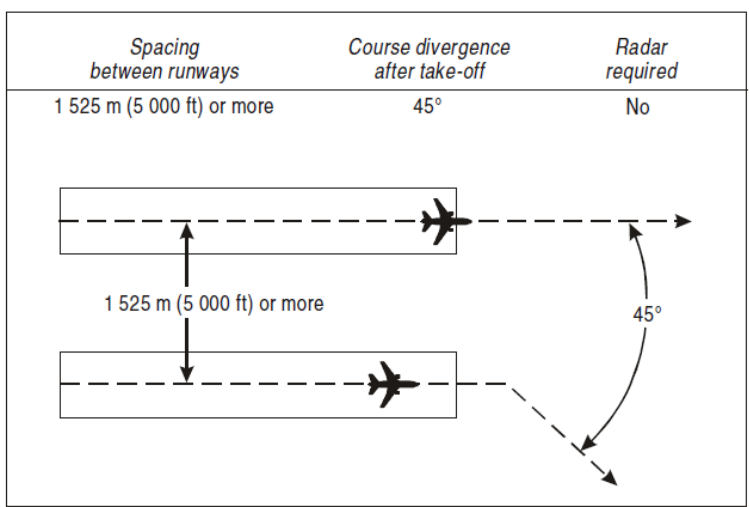 Spacing
between runways
Course divergence
after take-off
Radar
required
1 525 m (5 000 ft) or more
45°
No
1 525 m (5 000 ft) or more
45°